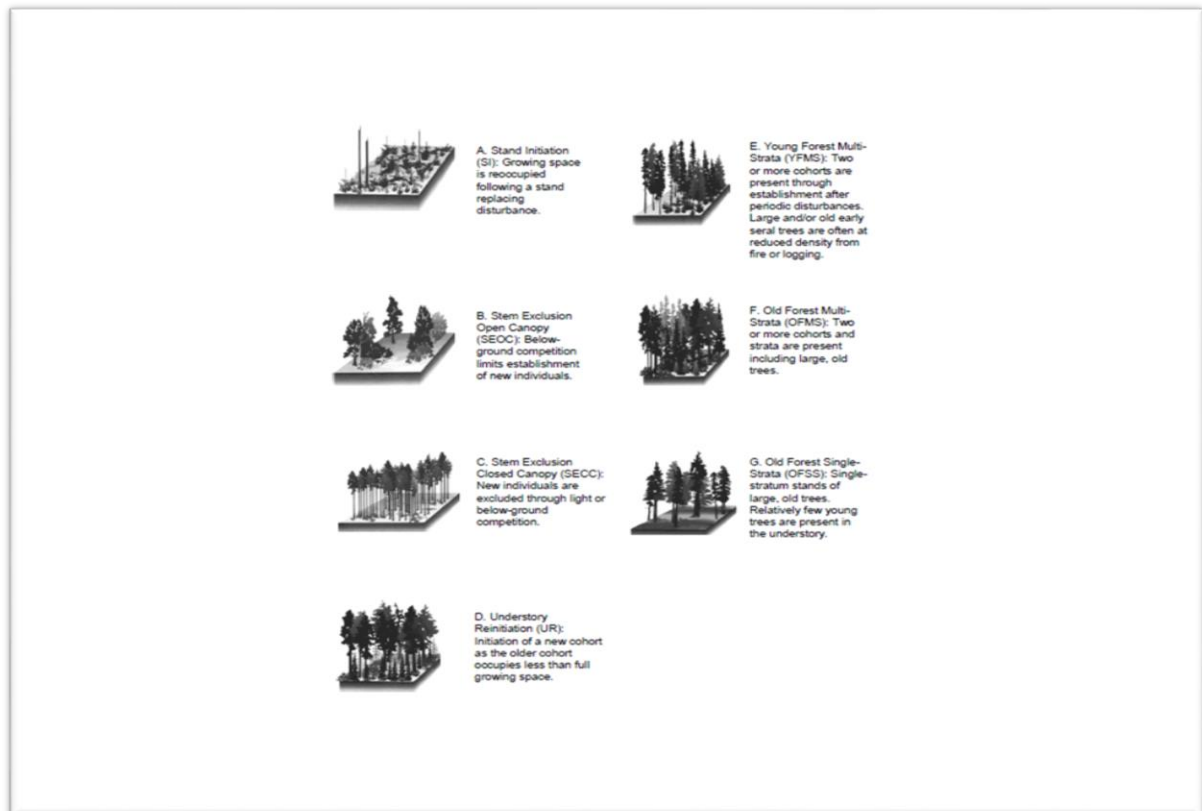 A. Stand Initiation
(SI): Growing space
is reoccupied
following a stand
replacing
disturbance.
B. Stem Exclusion
Open Canopy
(SEOC): Below-
ground competition
limits establishment
of new individuals.
C. Stem Exclusion
Closed Canopy (SECC):
New individuals are
excluded through light or
below-ground
competition.
D. Understory
Reinitiation (UR):
Initiation of a new cohort
as the older cohort
occupies less than full
growing space.
E. Young Forest Multi-
Strata (YFMS): Two
or more cohorts are
present through
establishment after
periodic disturbances.
Large and/or old early
seral trees are often at
reduced density from
fire or logging.
F. Old Forest Multi-
Strata (OFMS): Two
or more cohorts and
strata are present
including large, old
trees.
G. Old Forest Single-
Strata (OFSS): Single-
stratum stands of
large, old trees.
Relatively few young
trees are present in
the understory.